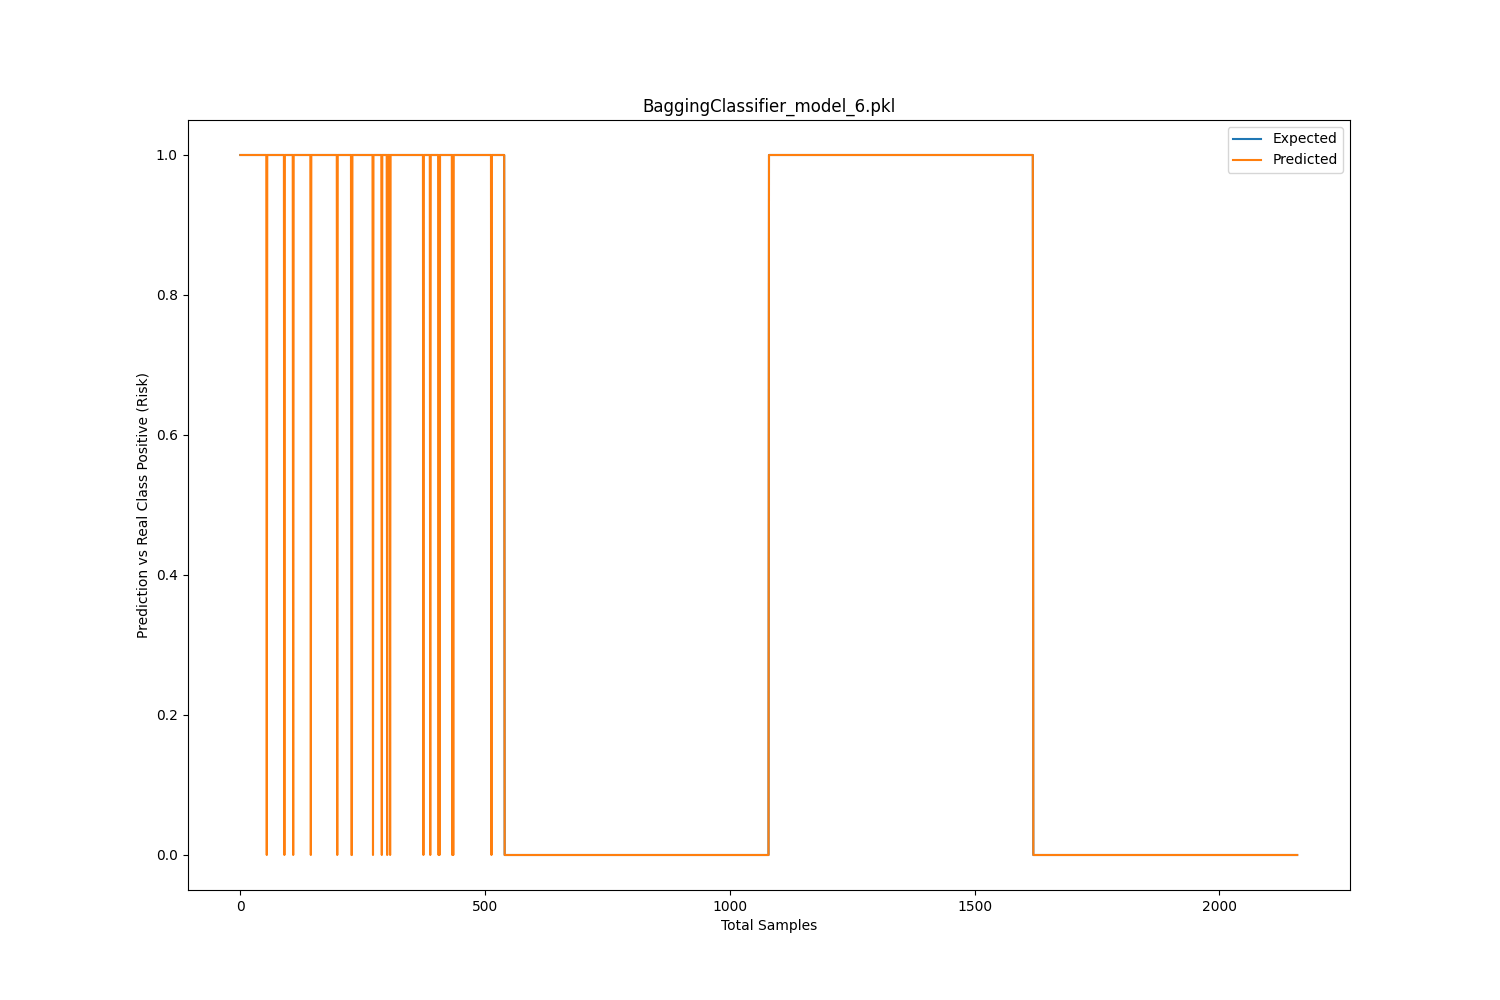 BaggingClassifier_model_6.pkl
Expected
Predicted
1.0
0.8
0.6
0.4
0.2
0.0
Prediction vs Real Class Positive (Risk)
0 500 1000 1500 2000
Total Samples